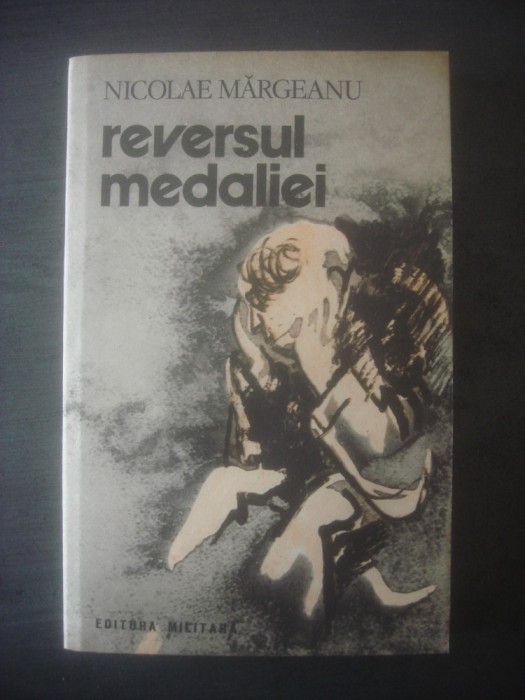 NICOLAE MĂRGEANU
reversul
medaliei
EDITURA MILITARĂ